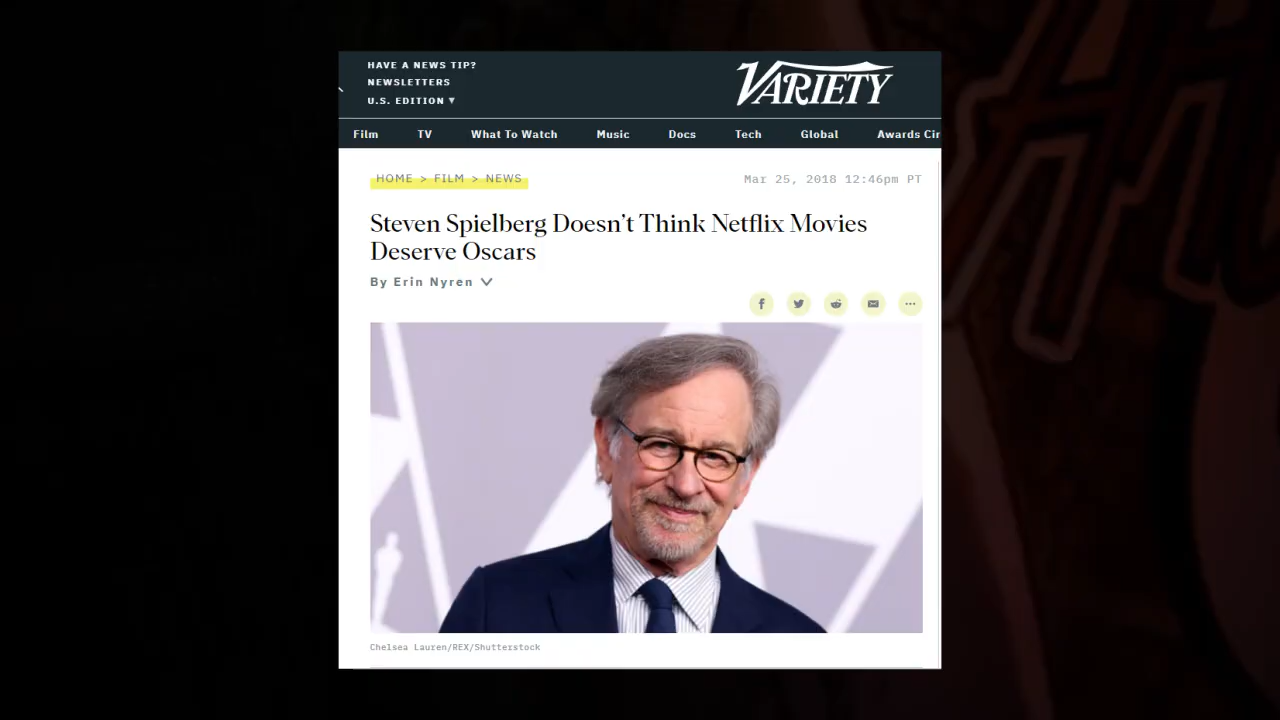 HAVE A NEWS TIP?
NEWSLETTERS
U.S. EDITION ▼
VARIETY
Film TV What To Watch Music Docs Tech Global Awards Cir
HOME > FILM > NEWS
Mar 25, 2018 12:46pm PT
Steven Spielberg Doesn't Think Netflix Movies
Deserve Oscars
By Erin Nyren
Chelsea Lauren/REX/Shutterstock